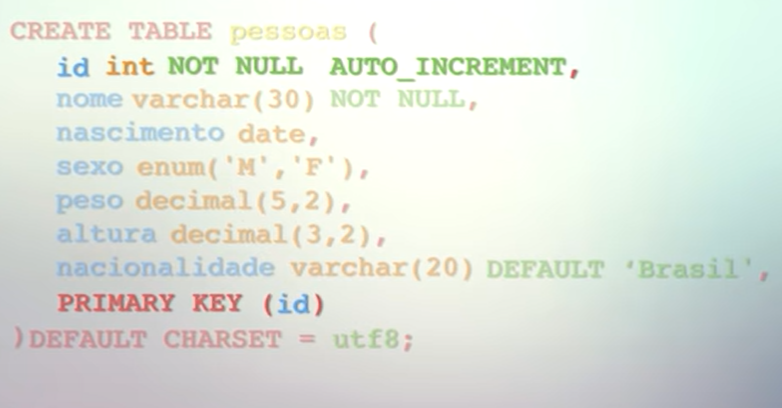 CREATE TABLE pessoas (
id int NOT NULL AUTO_INCREMENT,
nome varchar(30) NOT NULL,
nascimento date,
sexo enum('M','F'),
peso decimal(5,2),
altura decimal(3,2),
nacionalidade varchar(20) DEFAULT ‘Brasil',
PRIMARY KEY (id)
)DEFAULT CHARSET = utf8;